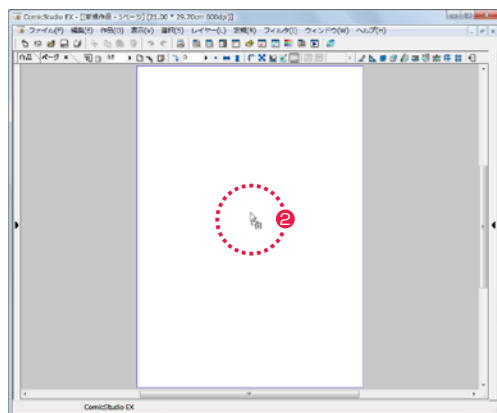 ComicStudio EX - [[新規作品 - 5ページ] (21.00 * 29.70cm 600dpi)]
ファイル(F) 編集(E) 作品(O) 表示(V) 選択(S) レイヤー(L) 定規(R) フィルタ(I) ウィンドウ(W) ヘルプ(H)
作品 ページ
2
ComicStudio EX